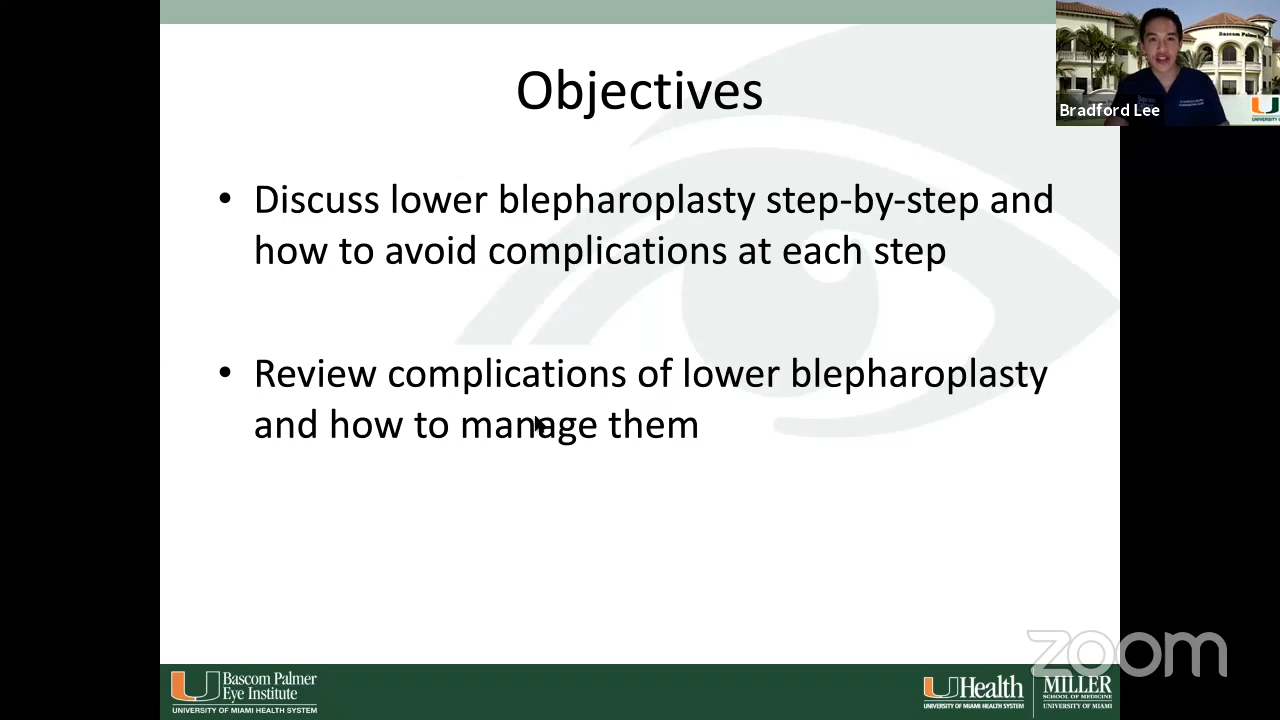 Objectives
• Discuss lower blepharoplasty step-by-step and
how to avoid complications at each step
• Review complications of lower blepharoplasty
and how to manage them
Bascom Palmer
Bradford Lee
zoom
Bascom Palmer
Eye Institute
UNIVERSITY OF MIAMI HEALTH SYSTEM
UHealth
UNIVERSITY OF MIAMI HEALTH SYSTEM
MILLER
SCHOOL OF MEDICINE
UNIVERSITY OF MIAMI